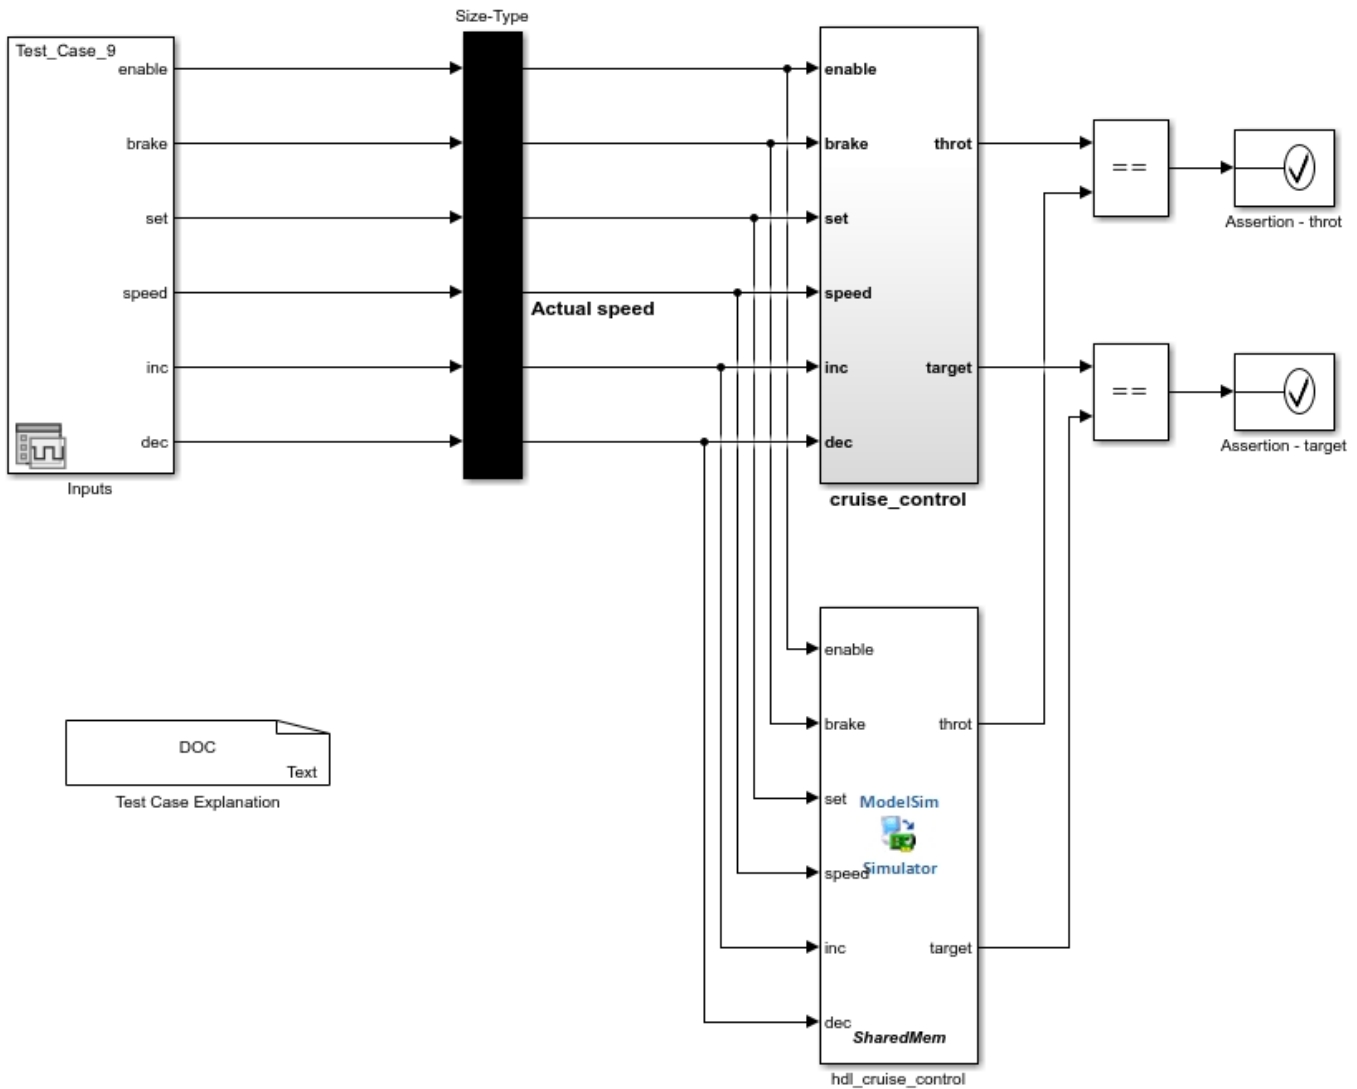 Size-Type
Test_Case_9
enable
brake
set
speed
inc
dec
Inputs
Actual speed
enable
brake
set
speed
inc
dec
throt
target
cruise_control
==
Assertion - throt
==
Assertion - target
DOC
Text
Test Case Explanation
enable
brake
set
speed
inc
dec
throt
target
ModelSim
Simulator
SharedMem
hdl_cruise_control